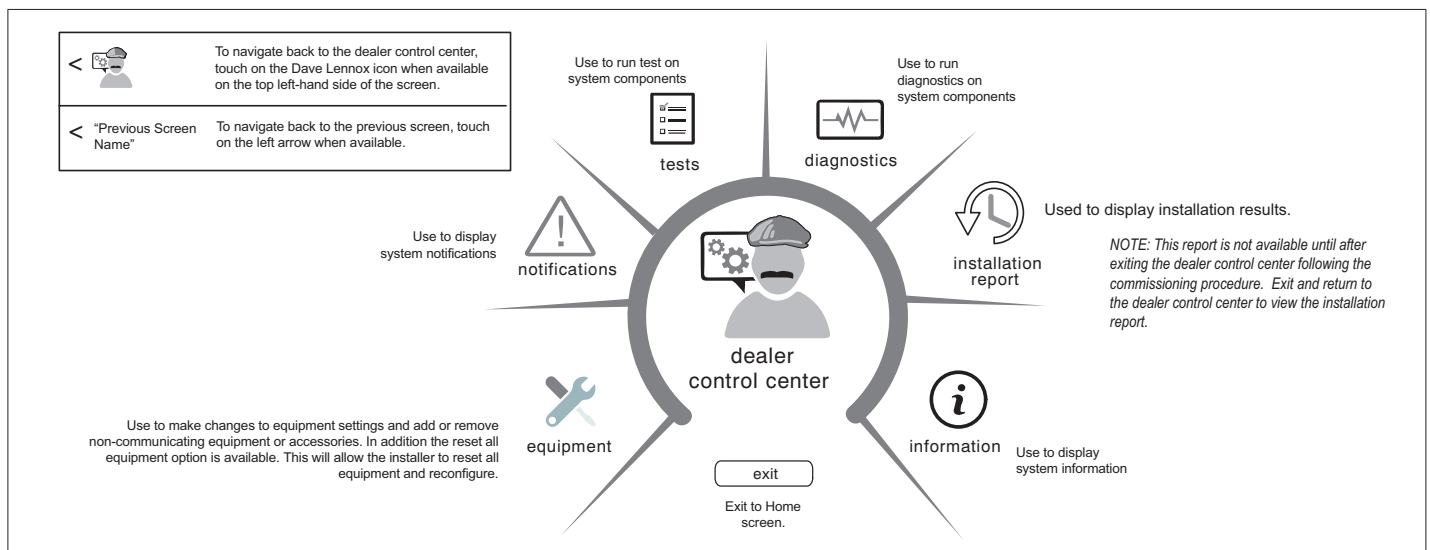 To navigate back to the dealer control center,
touch on the Dave Lennox icon when available
on the top left-hand side of the screen.
"Previous Screen
Name"
To navigate back to the previous screen, touch
on the left arrow when available.
Use to run test on
system components
tests
Use to run
diagnostics on
system components
diagnostics
Use to display
system notifications
notifications
installation
report
Used to display installation results.
NOTE: This report is not available until after
exiting the dealer control center following the
commissioning procedure. Exit and return to
the dealer control center to view the installation
report.
dealer
control center
Use to make changes to equipment settings and add or remove
non-communicating equipment or accessories. In addition the reset all
equipment option is available. This will allow the installer to reset all
equipment and reconfigure.
equipment
information
Use to display
system information
exit
Exit to Home
screen.